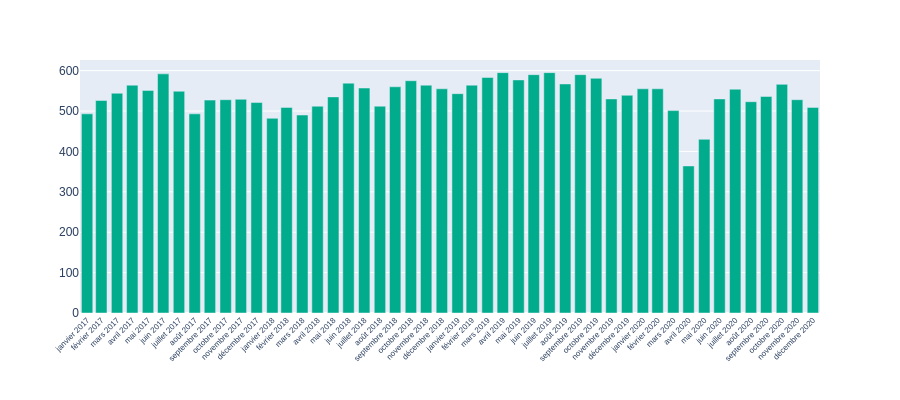 600
500
400
300
200
100
0
janvier 2017
février 2017
mars 2017
avril 2017
mai 2017
juin 2017
juillet 2017
août 2017
septembre 2017
octobre 2017
novembre 2017
décembre 2017
janvier 2018
février 2018
mars 2018
avril 2018
mai 2018
juin 2018
juillet 2018
août 2018
septembre 2018
octobre 2018
novembre 2018
décembre 2018
janvier 2019
février 2019
mars 2019
avril 2019
mai 2019
juin 2019
juillet 2019
août 2019
septembre 2019
octobre 2019
novembre 2019
décembre 2019
janvier 2020
février 2020
mars 2020
avril 2020
mai 2020
juin 2020
juillet 2020
août 2020
septembre 2020
octobre 2020
novembre 2020
décembre 2020